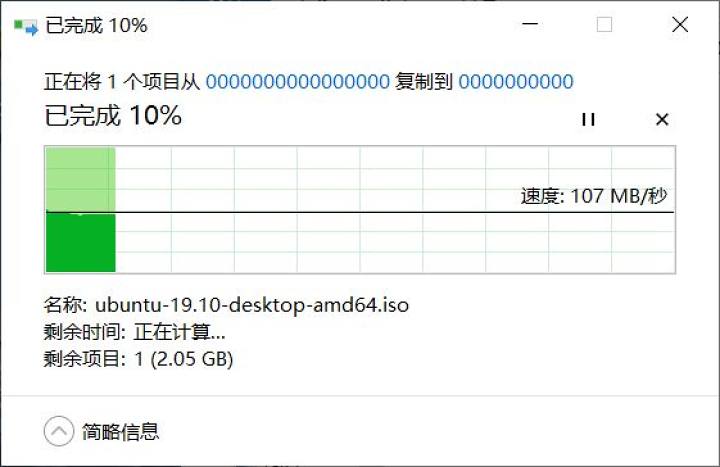 已完成 10%
正在将 1 个项目从 0000000000000000 复制到 0000000000
已完成 10%
速度: 107 MB/秒
名称: ubuntu-19.10-desktop-amd64.iso
剩余时间: 正在计算...
剩余项目: 1 (2.05 GB)
简略信息